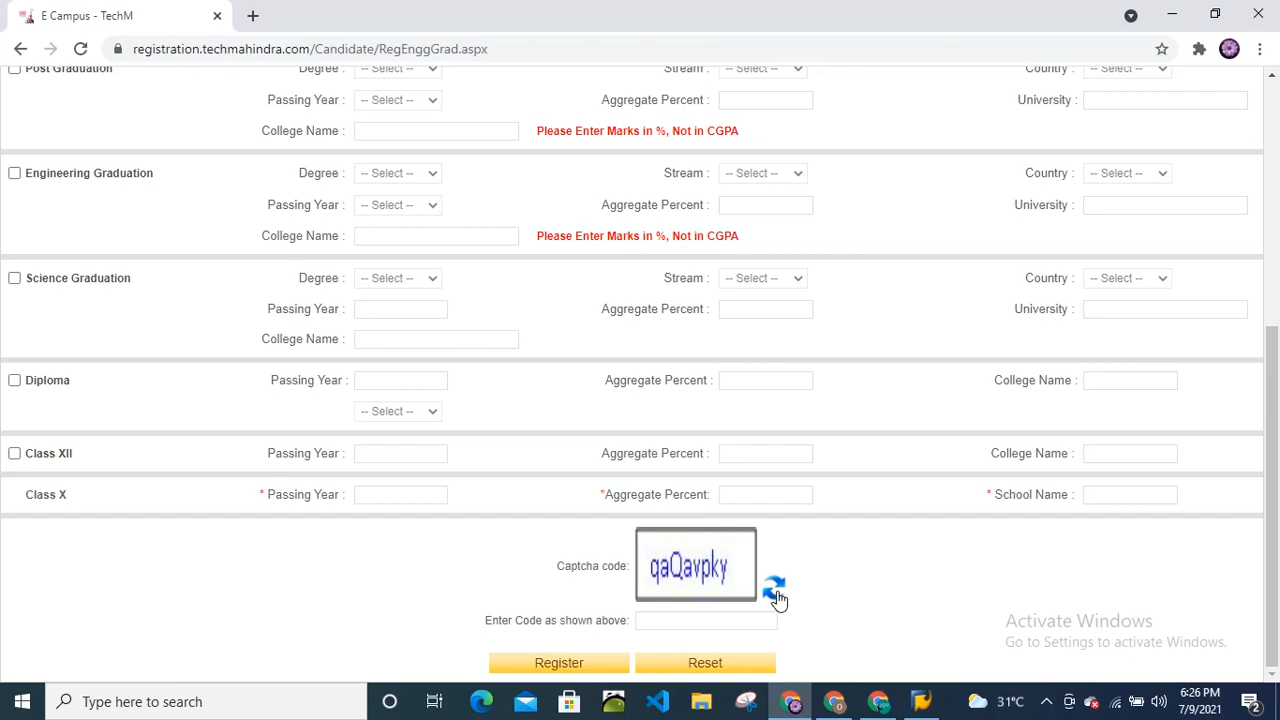 E Campus - TechM
registration.techmahindra.com/Candidate/RegEnggGrad.aspx
Post Graduation Degree : -- Select -- Stream : -- Select -- Country : -- Select --
Passing Year : -- Select -- Aggregate Percent : University :
College Name : Please Enter Marks in %, Not in CGPA
Engineering Graduation Degree : -- Select -- Stream : -- Select -- Country : -- Select --
Passing Year : -- Select -- Aggregate Percent : University :
College Name : Please Enter Marks in %, Not in CGPA
Science Graduation Degree : -- Select -- Stream : -- Select -- Country : -- Select --
Passing Year : Aggregate Percent : University :
College Name :
Diploma Passing Year : Aggregate Percent : College Name :
-- Select --
Class XII Passing Year : Aggregate Percent : College Name :
Class X * Passing Year : *Aggregate Percent: * School Name :
Captcha code: qaQavpky
Enter Code as shown above:
Register Reset
Activate Windows
Go to Settings to activate Windows.
Type here to search 31°C 6:26 PM
7/9/2021 2